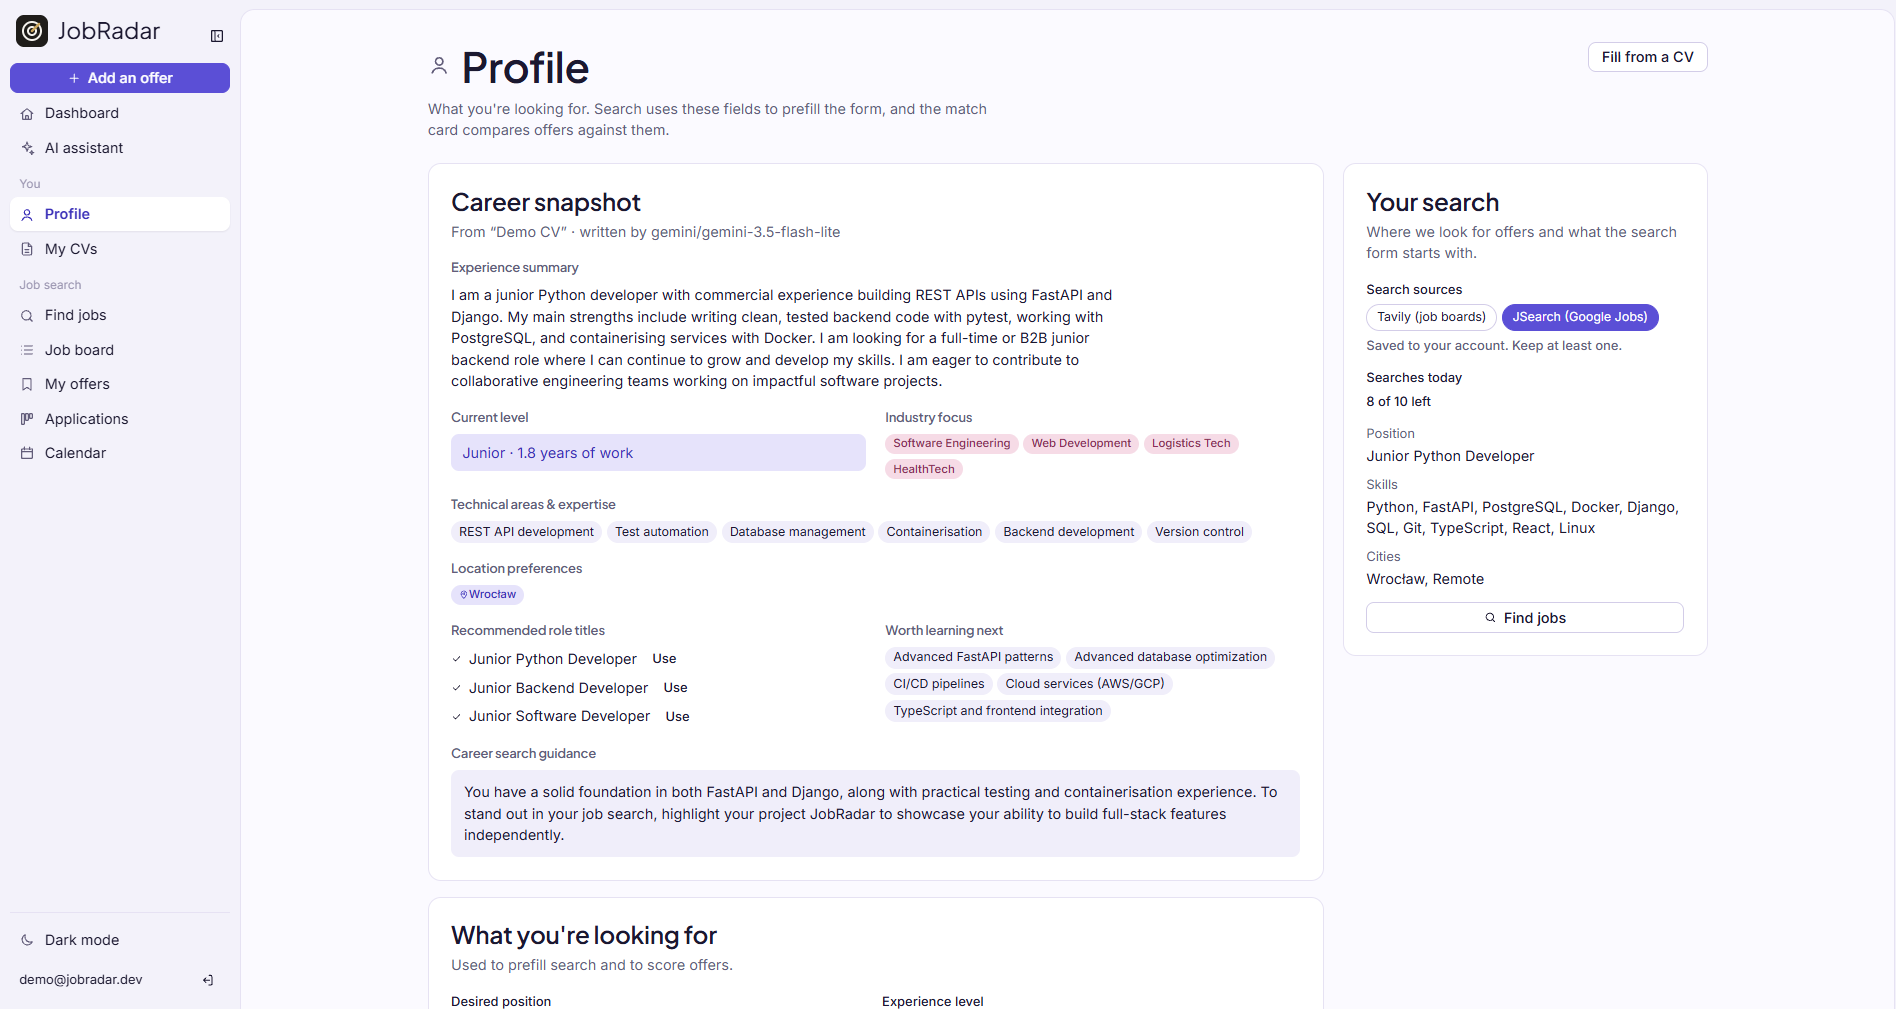 JobRadar
Add an offer
Dashboard
AI assistant
You
Profile
My CVs
Job search
Find jobs
Job board
My offers
Applications
Calendar
Dark mode
demo@jobradar.dev
Profile
Fill from a CV
What you're looking for. Search uses these fields to prefill the form, and the match
card compares offers against them.
Career snapshot
From “Demo CV” · written by gemini/gemini-3.5-flash-lite
Experience summary
I am a junior Python developer with commercial experience building REST APIs using FastAPI and
Django. My main strengths include writing clean, tested backend code with pytest, working with
PostgreSQL, and containerising services with Docker. I am looking for a full-time or B2B junior
backend role where I can continue to grow and develop my skills. I am eager to contribute to
collaborative engineering teams working on impactful software projects.
Current level
Junior · 1.8 years of work
Industry focus
Software Engineering Web Development Logistics Tech
HealthTech
Technical areas & expertise
REST API development Test automation Database management Containerisation Backend development Version control
Location preferences
Wrocław
Recommended role titles
Junior Python Developer Use
Junior Backend Developer Use
Junior Software Developer Use
Worth learning next
Advanced FastAPI patterns Advanced database optimization
CI/CD pipelines Cloud services (AWS/GCP)
TypeScript and frontend integration
Career search guidance
You have a solid foundation in both FastAPI and Django, along with practical testing and containerisation experience. To
stand out in your job search, highlight your project JobRadar to showcase your ability to build full-stack features
independently.
What you're looking for
Used to prefill search and to score offers.
Desired position
Experience level
Your search
Where we look for offers and what the search
form starts with.
Search sources
Tavily (job boards) JSearch (Google Jobs)
Saved to your account. Keep at least one.
Searches today
8 of 10 left
Position
Junior Python Developer
Skills
Python, FastAPI, PostgreSQL, Docker, Django,
SQL, Git, TypeScript, React, Linux
Cities
Wrocław, Remote
Find jobs